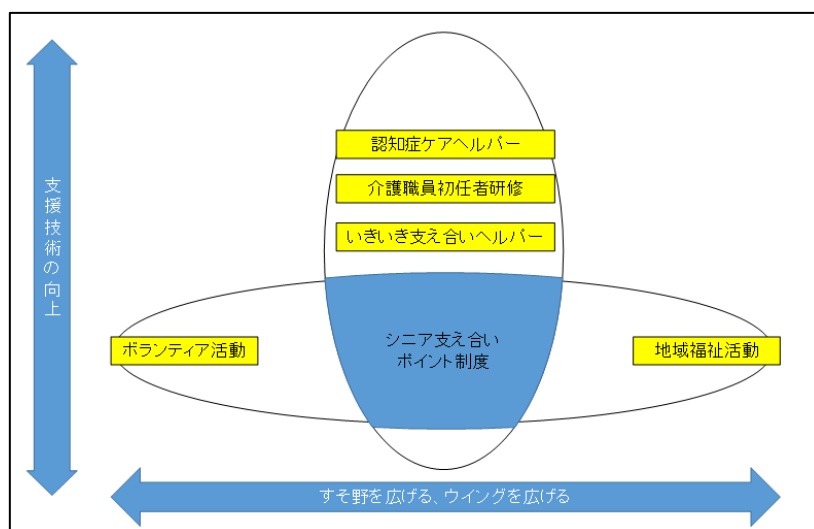 認知症ケアヘルパー
介護職員初任者研修
いきいき支え合いヘルパー
支援技術の向上
シニア支え合い
ポイント制度
ボランティア活動
地域福祉活動
すそ野を広げる、ウイングを広げる